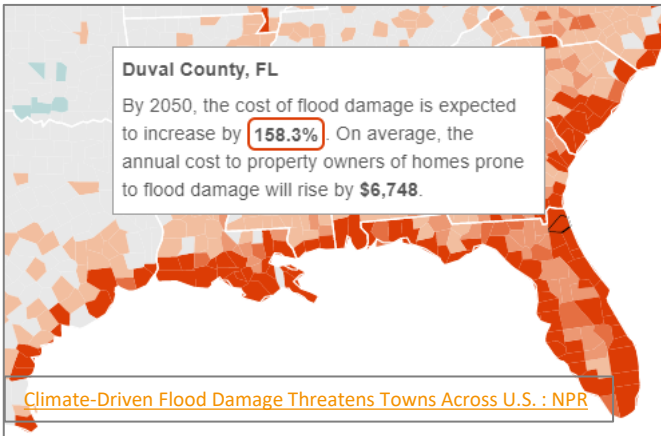 Duval County, FL
By 2050, the cost of flood damage is expected
to increase by 158.3%. On average, the
annual cost to property owners of homes prone
to flood damage will rise by $6,748.
Climate-Driven Flood Damage Threatens Towns Across U.S. : NPR